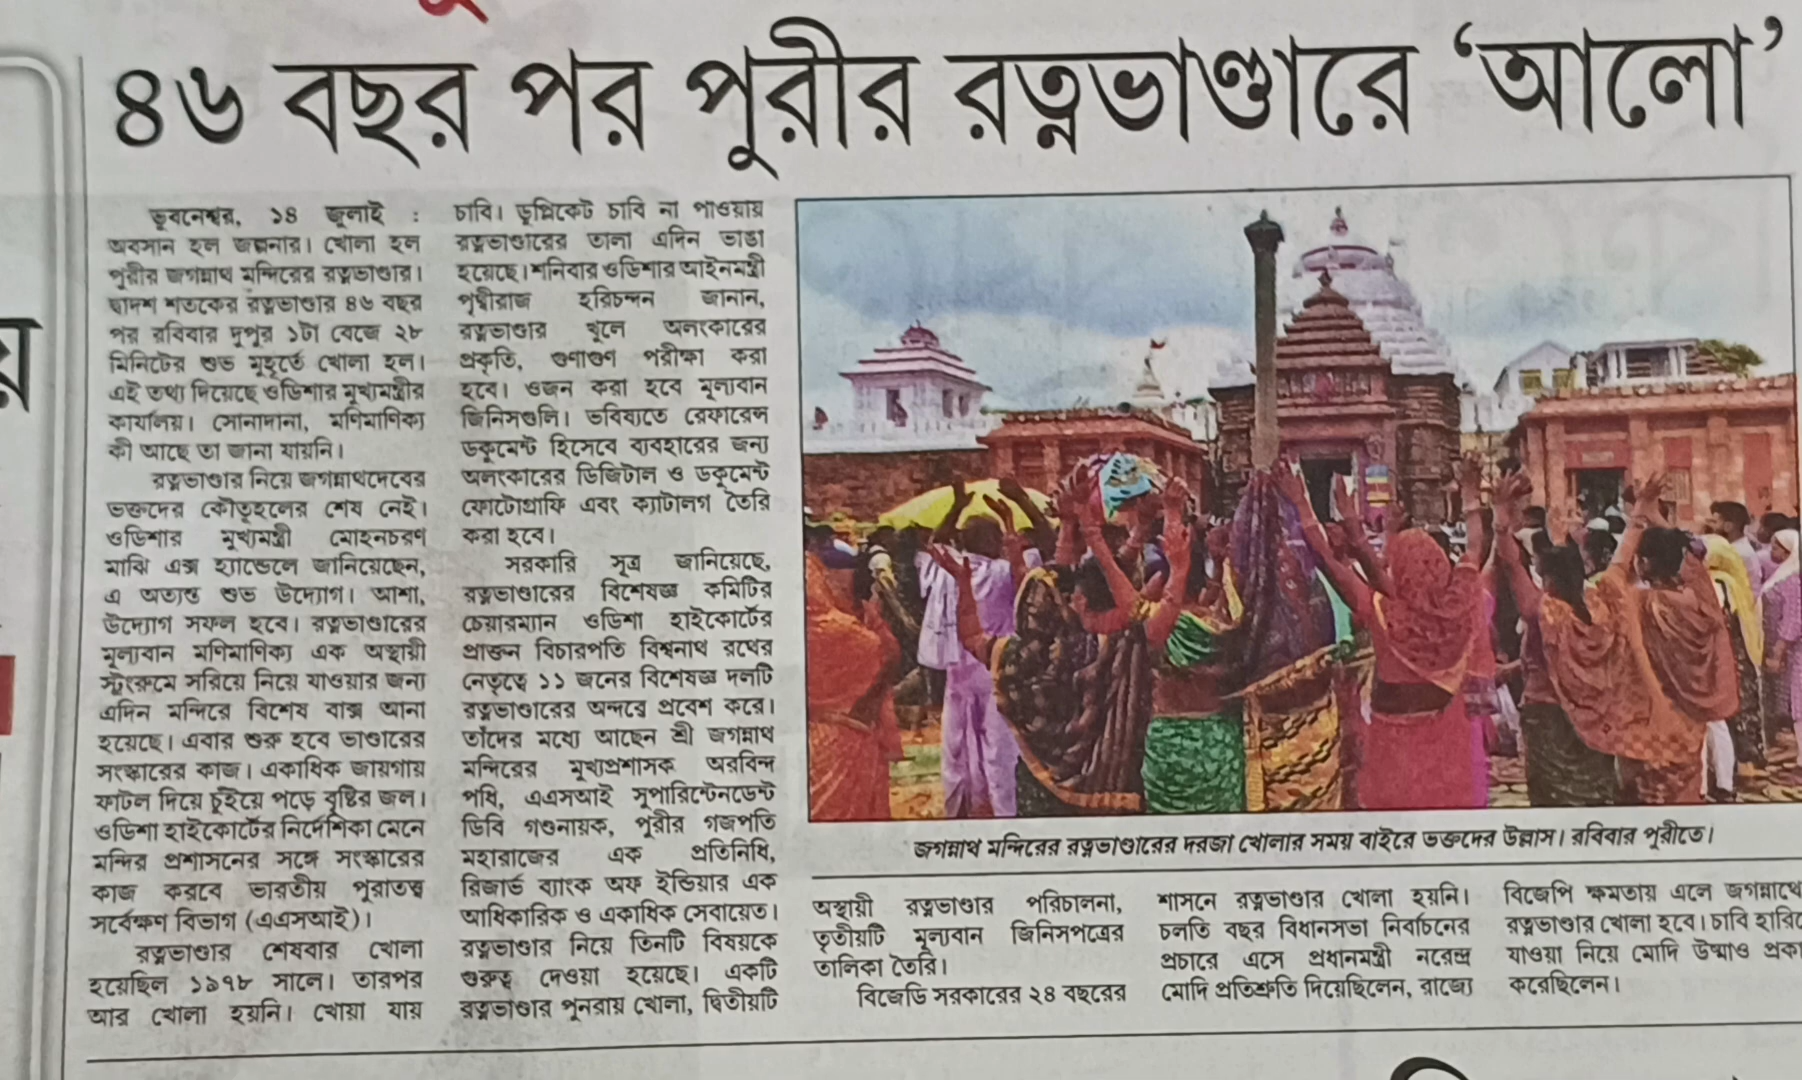 ৪৬ বছর পর পুরীর রত্নভাণ্ডারে ‘আলো’
ভুবনেশ্বর, ১৪ জুলাই :
অবসান হল জল্পনার। খোলা হল
পুরীর জগন্নাথ মন্দিরের রত্নভাণ্ডার।
দ্বাদশ শতকের রত্নভাণ্ডার ৪৬ বছর
পর রবিবার দুপুর ১টা বেজে ২৮
মিনিটের শুভ মুহূর্তে খোলা হল।
এই তথ্য দিয়েছে ওডিশার মুখ্যমন্ত্রীর
কার্যালয়। সোনাদানা, মণিমাণিক্য
কী আছে তা জানা যায়নি।
রত্নভাণ্ডার নিয়ে জগন্নাথদেবের
ভক্তদের কৌতূহলের শেষ নেই।
ওডিশার মুখ্যমন্ত্রী মোহনচরণ
মাঝি এক্স হ্যান্ডেলে জানিয়েছেন,
এ অত্যন্ত শুভ উদ্যোগ। আশা,
উদ্যোগ সফল হবে। রত্নভাণ্ডারের
মূল্যবান মণিমাণিক্য এক অস্থায়ী
স্ট্রংরুমে সরিয়ে নিয়ে যাওয়ার জন্য
এদিন মন্দিরে বিশেষ বাক্স আনা
হয়েছে। এবার শুরু হবে ভাণ্ডারের
সংস্কারের কাজ। একাধিক জায়গায়
ফাটল দিয়ে চুঁইয়ে পড়ে বৃষ্টির জল।
ওডিশা হাইকোর্টের নির্দেশিকা মেনে
মন্দির প্রশাসনের সঙ্গে সংস্কারের
কাজ করবে ভারতীয় পুরাতত্ত্ব
সর্বেক্ষণ বিভাগ (এএসআই)।
রত্নভাণ্ডার শেষবার খোলা
হয়েছিল ১৯৭৮ সালে। তারপর
আর খোলা হয়নি। খোয়া যায়
চাবি। ডুপ্লিকেট চাবি না পাওয়ায়
রত্নভাণ্ডারের তালা এদিন ভাঙা
হয়েছে। শনিবার ওডিশার আইনমন্ত্রী
পৃথ্বীরাজ হরিচন্দন জানান,
রত্নভাণ্ডার খুলে অলংকারের
প্রকৃতি, গুণাগুণ পরীক্ষা করা
হবে। ওজন করা হবে মূল্যবান
জিনিসগুলি। ভবিষ্যতে রেফারেন্স
ডকুমেন্ট হিসেবে ব্যবহারের জন্য
অলংকারের ডিজিটাল ও ডকুমেন্ট
ফোটোগ্রাফি এবং ক্যাটালগ তৈরি
করা হবে।
সরকারি সূত্র জানিয়েছে,
রত্নভাণ্ডারের বিশেষজ্ঞ কমিটির
চেয়ারম্যান ওডিশা হাইকোর্টের
প্রাক্তন বিচারপতি বিশ্বনাথ রথের
নেতৃত্বে ১১ জনের বিশেষজ্ঞ দলটি
রত্নভাণ্ডারের অন্দরে প্রবেশ করে।
তাঁদের মধ্যে আছেন শ্রী জগন্নাথ
মন্দিরের মুখ্যপ্রশাসক অরবিন্দ
পধি, এএসআই সুপারিন্টেনডেন্ট
ডিবি গণ্ডনায়ক, পুরীর গজপতি
মহারাজের এক প্রতিনিধি,
রিজার্ভ ব্যাংক অফ ইন্ডিয়ার এক
আধিকারিক ও একাধিক সেবায়েত।
রত্নভাণ্ডার নিয়ে তিনটি বিষয়কে
গুরুত্ব দেওয়া হয়েছে। একটি
রত্নভাণ্ডার পুনরায় খোলা, দ্বিতীয়টি
জগন্নাথ মন্দিরের রত্নভাণ্ডারের দরজা খোলার সময় বাইরে ভক্তদের উল্লাস। রবিবার পুরীতে।
অস্থায়ী রত্নভাণ্ডার পরিচালনা,
তৃতীয়টি মূল্যবান জিনিসপত্রের
তালিকা তৈরি।
বিজেডি সরকারের ২৪ বছরের
শাসনে রত্নভাণ্ডার খোলা হয়নি।
চলতি বছর বিধানসভা নির্বাচনের
প্রচারে এসে প্রধানমন্ত্রী নরেন্দ্র
মোদি প্রতিশ্রুতি দিয়েছিলেন, রাজ্যে
বিজেপি ক্ষমতায় এলে জগন্নাথে
রত্নভাণ্ডার খোলা হবে। চাবি হারি
যাওয়া নিয়ে মোদি উষ্মাও প্রকা
করেছিলেন।